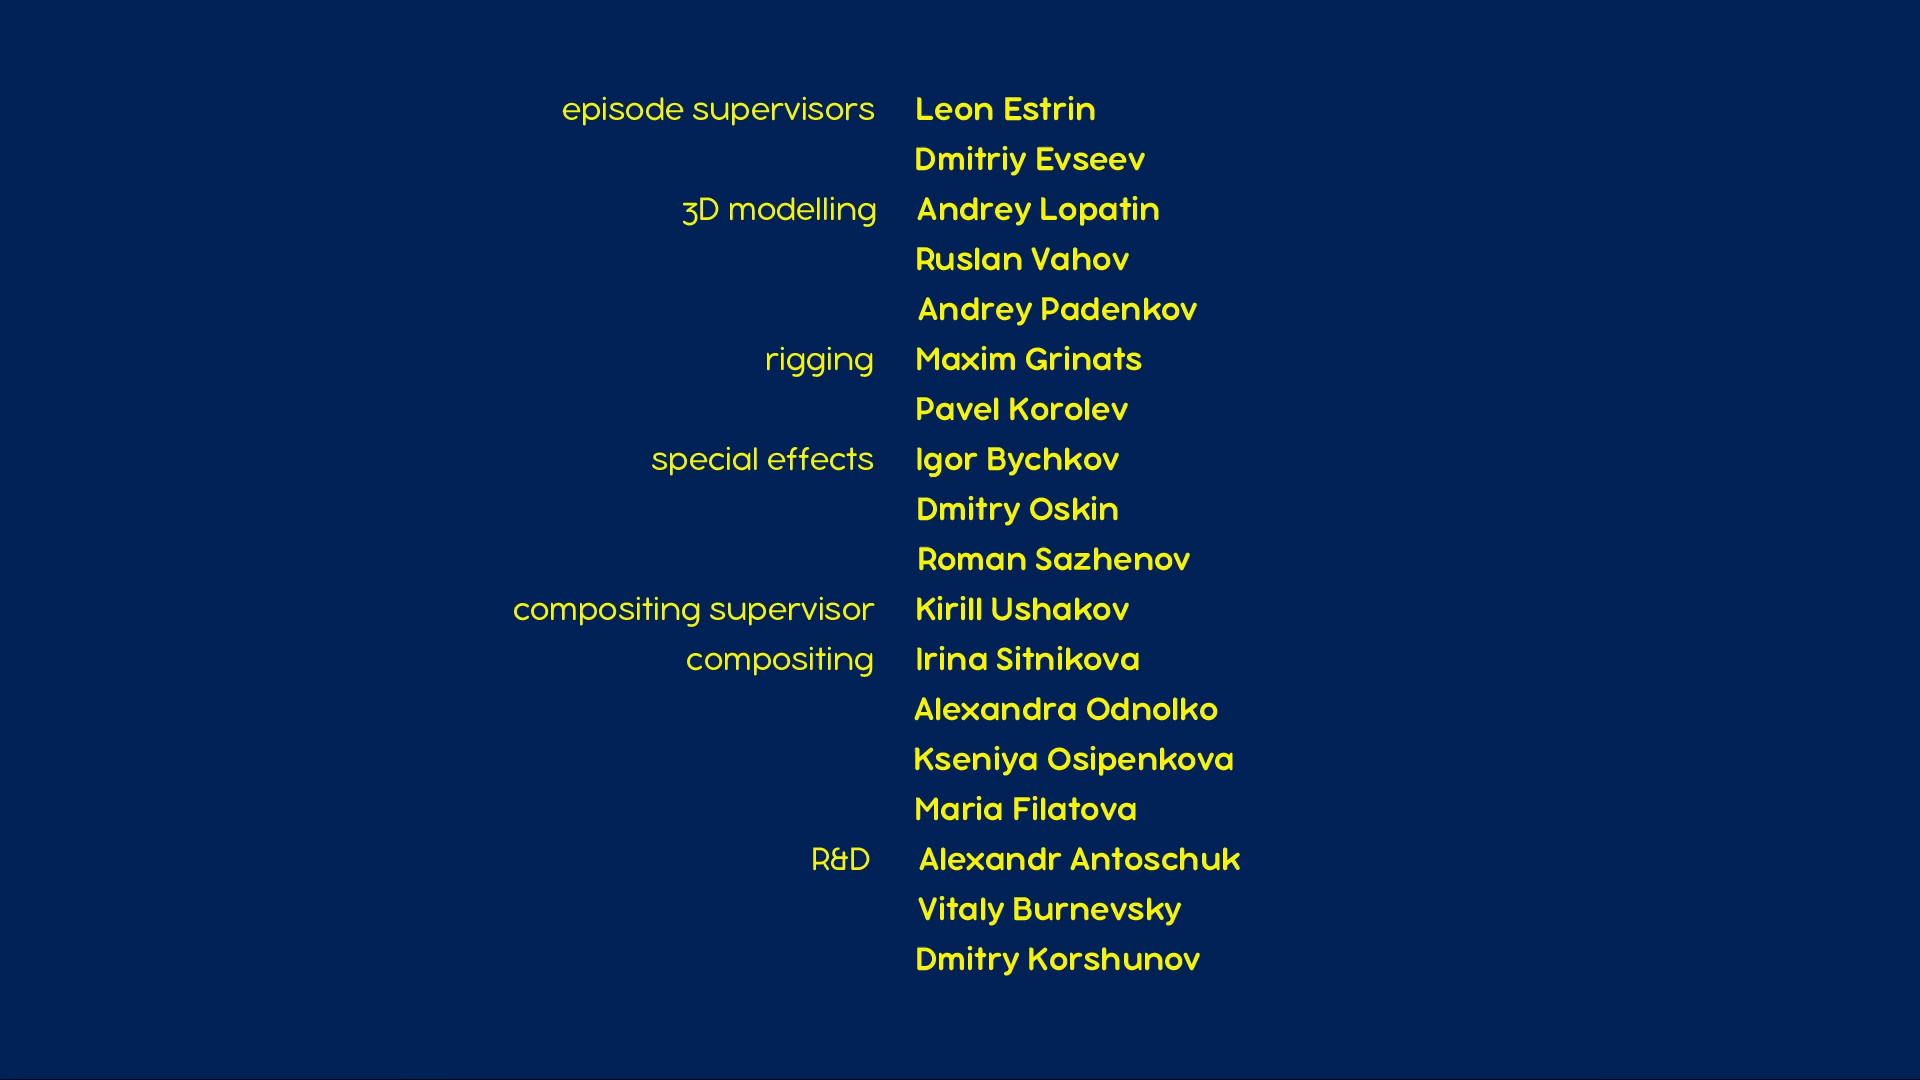 episode supervisors Leon Estrin
Dmitriy Evseev
3D modelling Andrey Lopatin
Ruslan Vahov
Andrey Padenkov
rigging Maxim Grinats
Pavel Korolev
special effects Igor Bychkov
Dmitry Oskin
Roman Sazhenov
compositing supervisor Kirill Ushakov
compositing Irina Sitnikova
Alexandra Odnolko
Kseniya Osipenkova
Maria Filatova
R&D Alexandr Antoschuk
Vitaly Burnevsky
Dmitry Korshunov